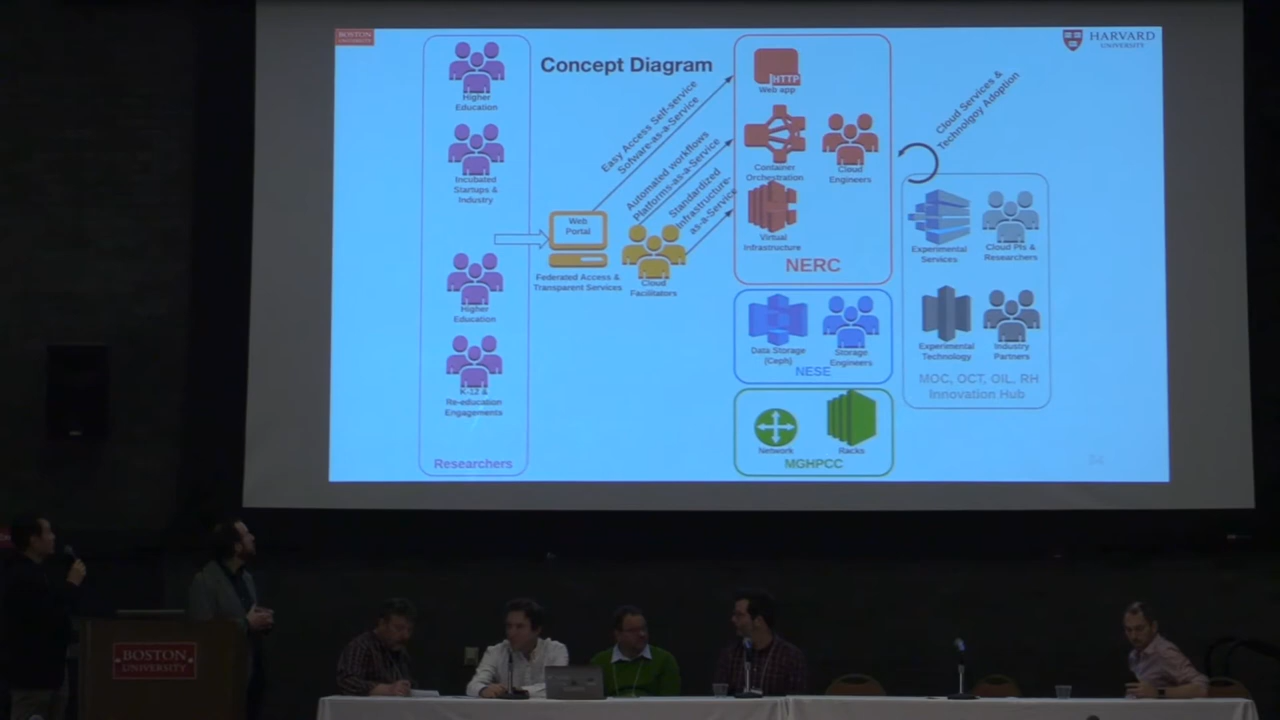 BOSTON
UNIVERSITY
HARVARD
UNIVERSITY
Concept Diagram
Higher
Education
Incubated
Startups &
Industry
Higher
Education
K-12 &
Re-education
Engagements
Researchers
Web
Portal
Federated Access &
Transparent Services
Cloud
Facilitators
Easy Access Self-service
Sofware-as-a-Service
Automated workflows
Platforms-as-a-Service
Standardized
Infrastructure-
as-a-Service
HTTP
Web app
Container
Orchestration
Cloud
Engineers
Virtual
Infrastructure
NERC
Data Storage
(Ceph)
Storage
Engineers
NESE
Network
Racks
MGHPCC
Cloud Services &
Technolgoy Adoption
Experimental
Services
Cloud PIs &
Researchers
Experimental
Technology
Industry
Partners
MOC, OCT, OIL. RH
Innovation Hub
34
BOSTON
UNIVERSITY